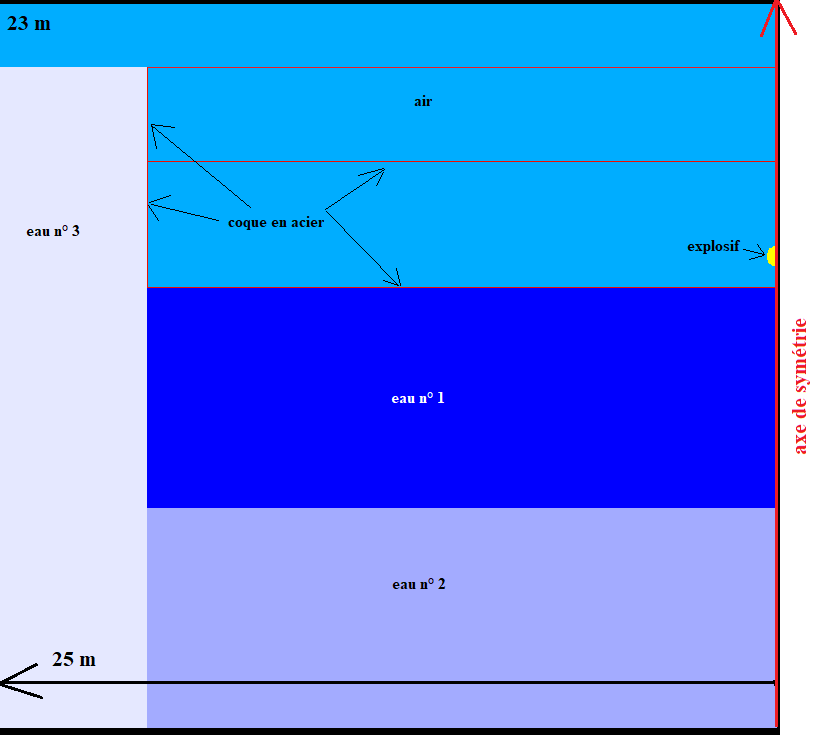 23 m
air
coque en acier
eau n° 3
explosif
axe de symétrie
eau n° 1
eau n° 2
25 m